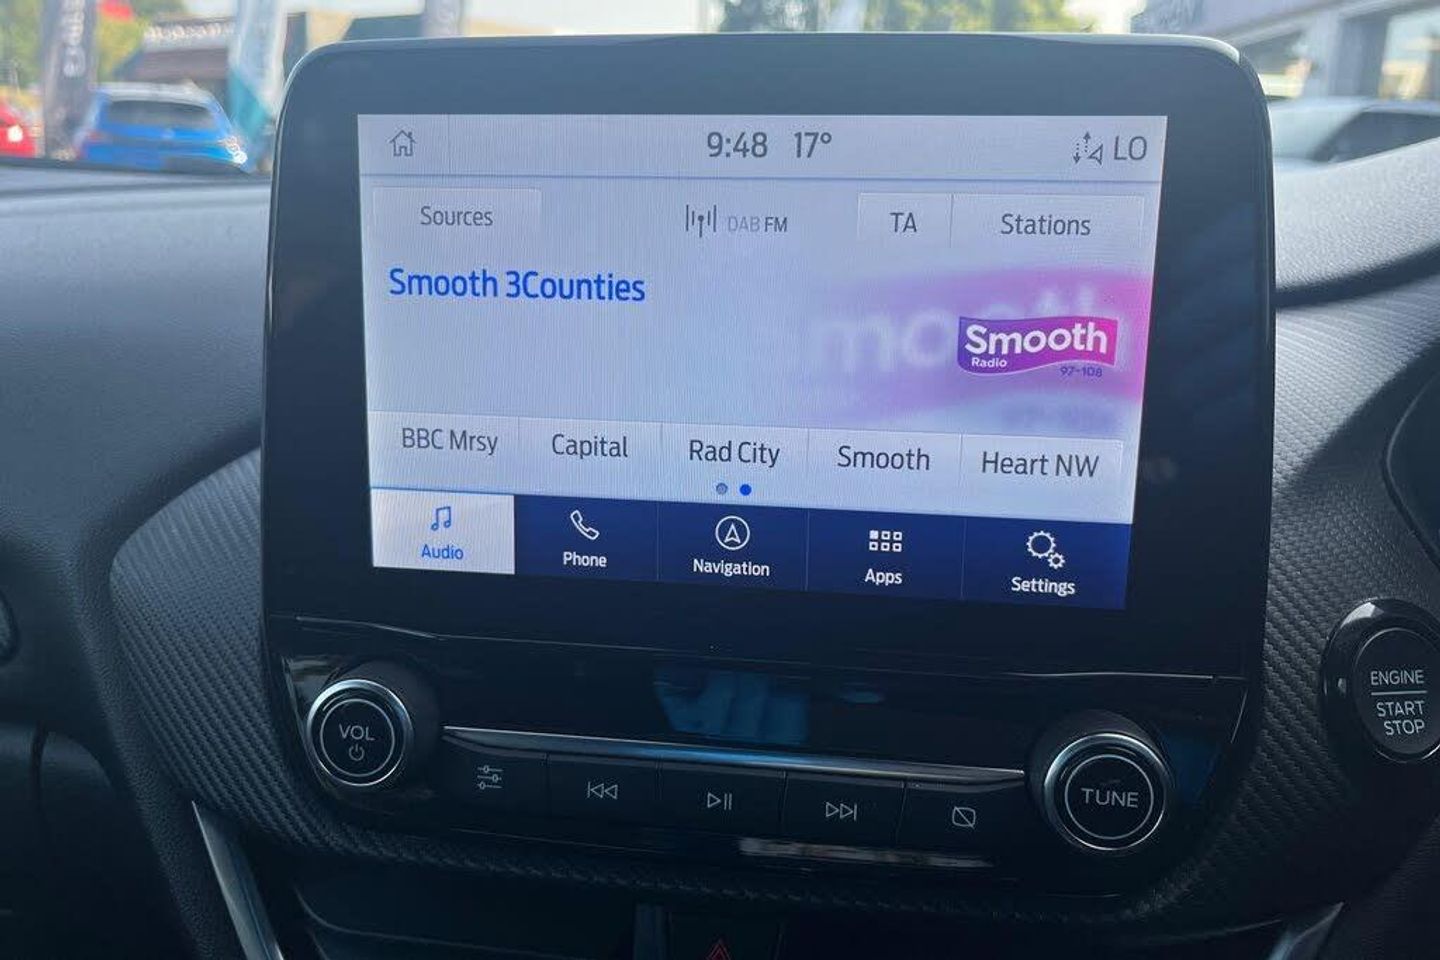 9:48 17° LO
Sources DAB FM TA Stations
Smooth 3Counties
Smooth
Radio
97-108
BBC Mrsy Capital Rad City Smooth Heart NW
Audio Phone Navigation Apps Settings
VOL
TUNE
ENGINE
START
STOP